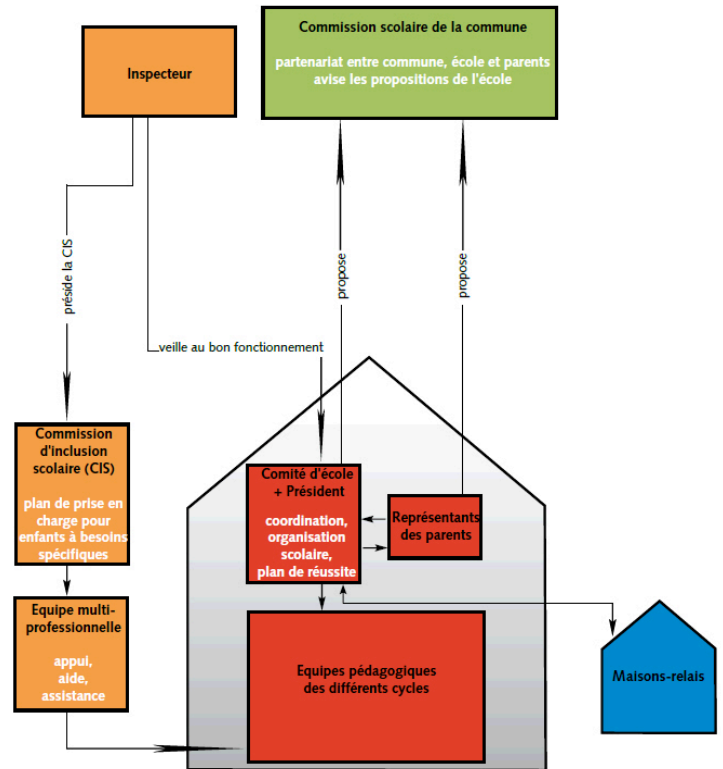 Inspecteur
Commission scolaire de la commune
partenariat entre commune, école et parents
avise les propositions de l'école
préside la CIS
propose
propose
veille au bon fonctionnement
Commission
d'inclusion
scolaire (CIS)
plan de prise en
charge pour
enfants à besoins
spécifiques
Comité d'école
+ Président
coordination,
organisation
scolaire,
plan de réussite
Représentants
des parents
Equipe multi-
professionnelle
appui,
aide,
assistance
Equipes pédagogiques
des différents cycles
Maisons-relais